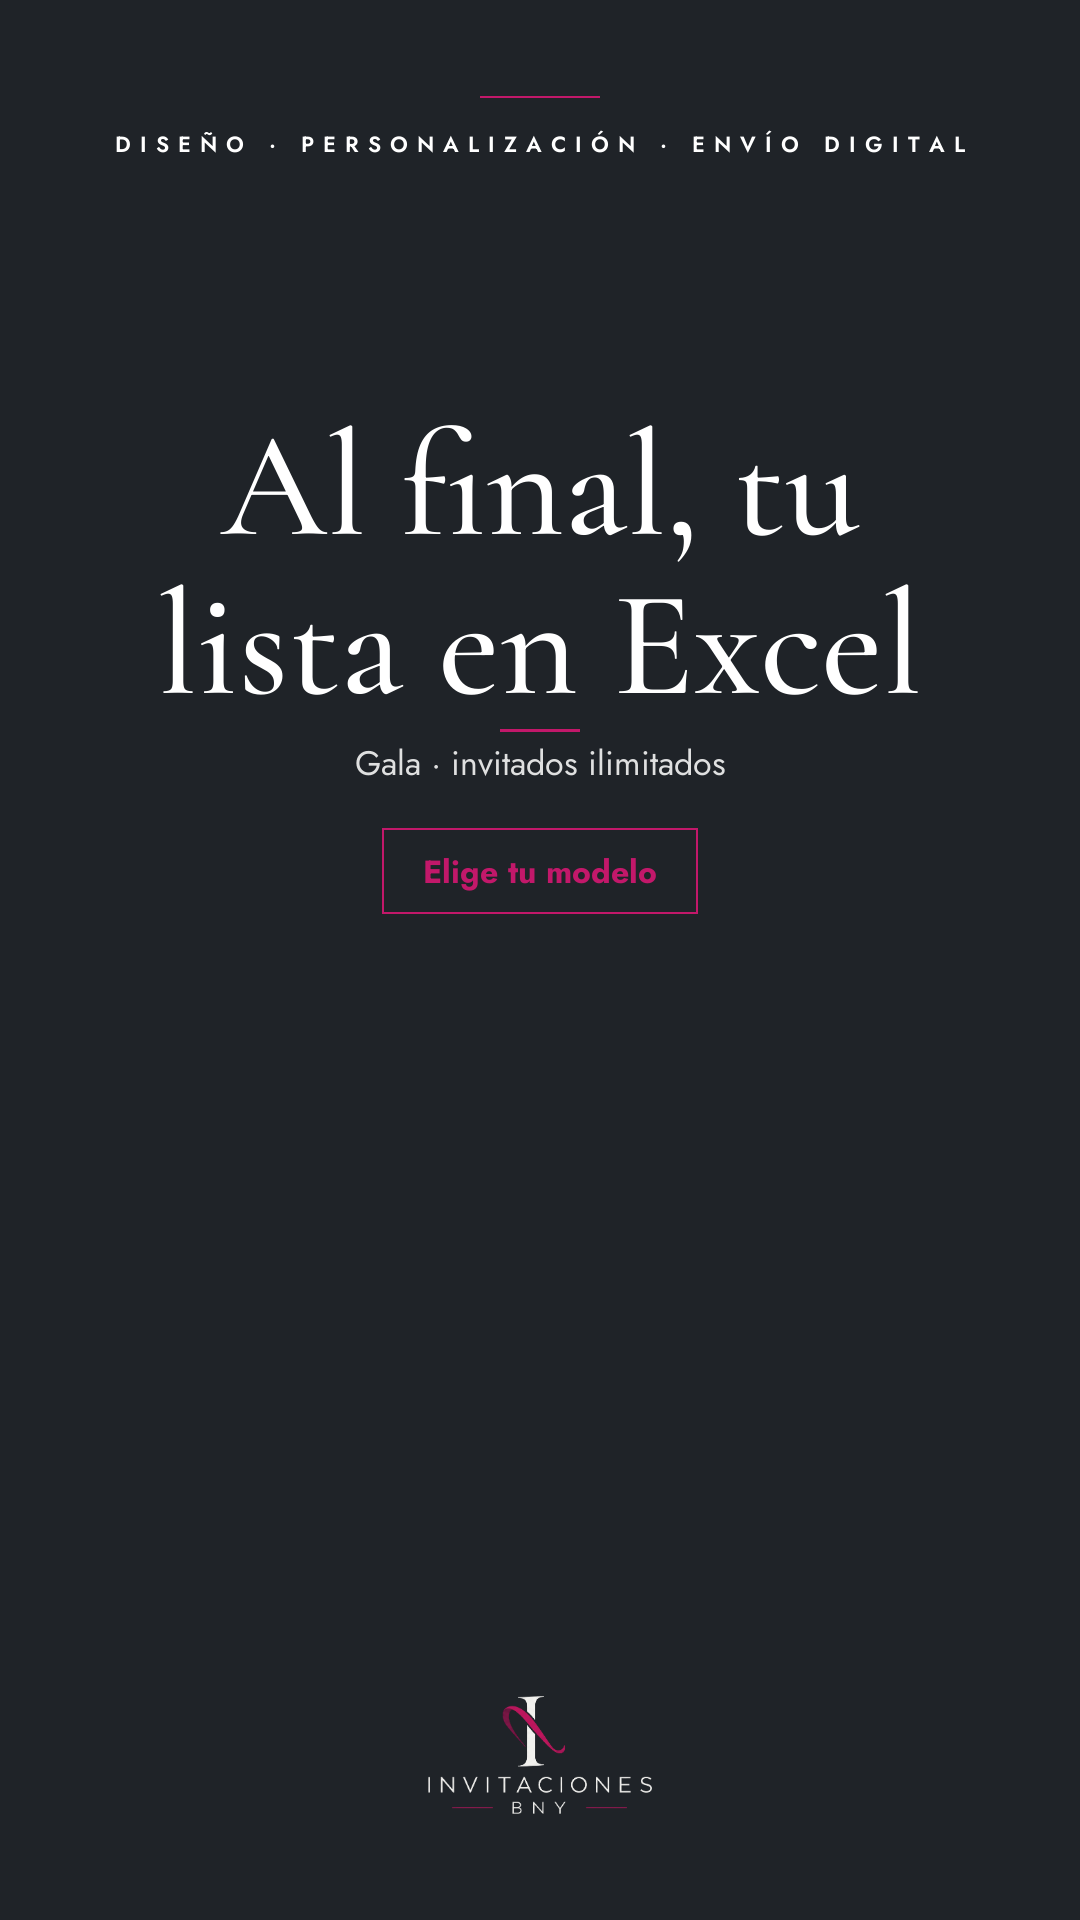 DISEÑO · PERSONALIZACIÓN · ENVÍO DIGITAL
Al final, tu
lista en Excel
Gala · invitados ilimitados
Elige tu modelo
INVITACIONES
BNY